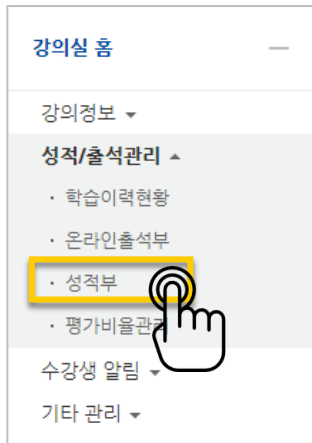 강의실 홈
강의정보
성적/출석관리
· 학습이력현황
· 온라인출석부
· 성적부
· 평가비율관리
수강생 알림
기타 관리